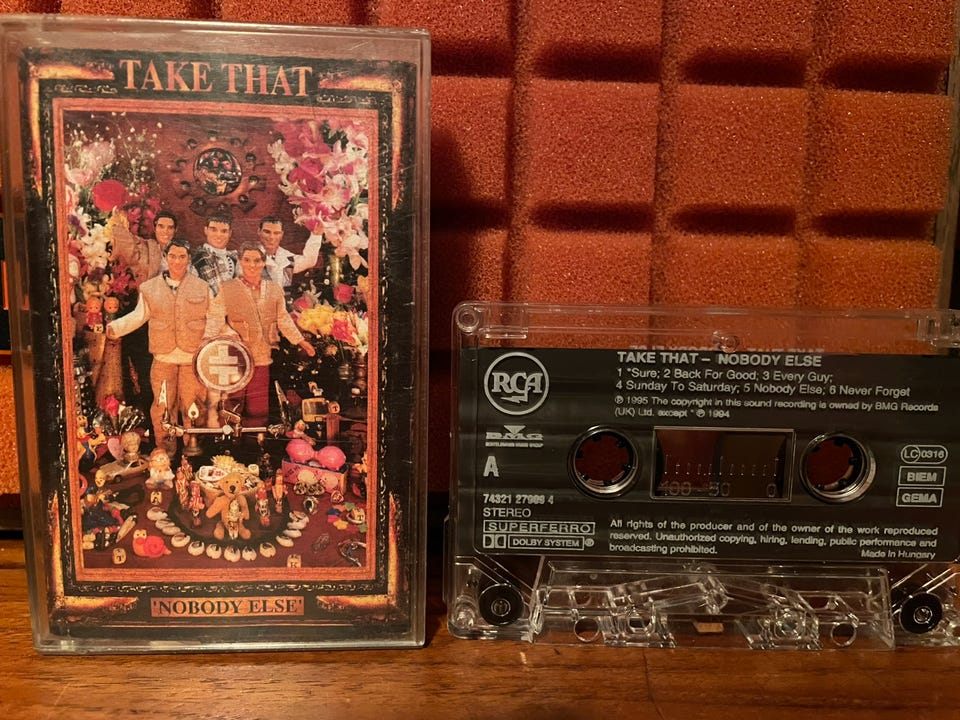 TAKE THAT
'NOBODY ELSE'
RCA
TAKE THAT – NOBODY ELSE
1 *Sure; 2 Back For Good; 3 Every Guy;
4 Sunday To Saturday; 5 Nobody Else; 6 Never Forget
℗ 1995 The copyright in this sound recording is owned by BMG Records
(UK) Ltd. except * ℗ 1994
BMG
A
74321 27909 4
STEREO
SUPERFERRO
DOLBY SYSTEM
100 50 0
LC 0316
BIEM
GEMA
All rights of the producer and of the owner of the work reproduced
reserved. Unauthorized copying, hiring, lending, public performance and
broadcasting prohibited.
Made in Hungary